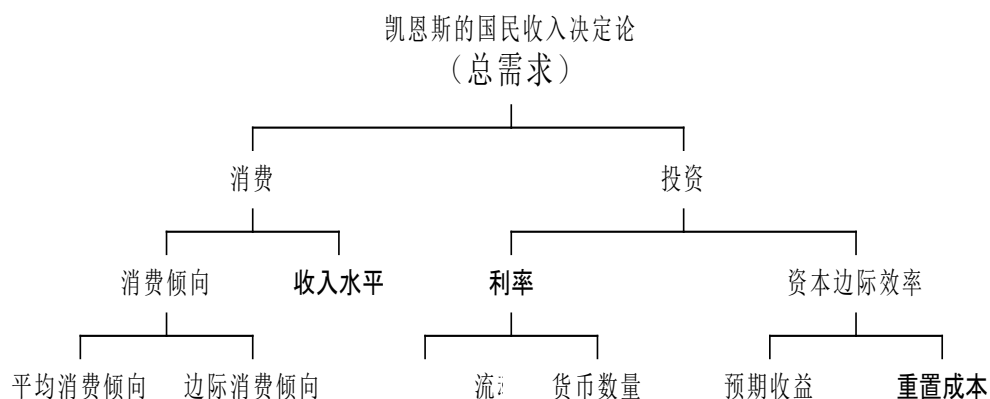 凯恩斯的国民收入决定论
（总需求）
消费 投资
消费倾向 收入水平 利率 资本边际效率
平均消费倾向 边际消费倾向 流 货币数量 预期收益 重置成本